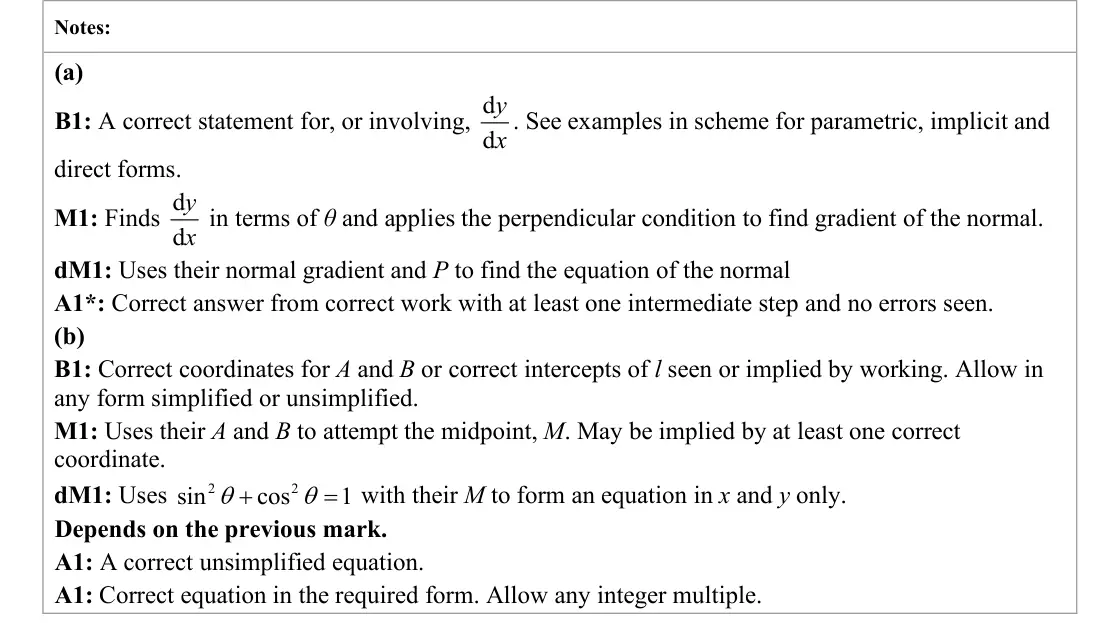 Notes:
(a)
B1: A correct statement for, or involving, dy/dx. See examples in scheme for parametric, implicit and
direct forms.
M1: Finds dy/dx in terms of θ and applies the perpendicular condition to find gradient of the normal.
dM1: Uses their normal gradient and P to find the equation of the normal
A1*: Correct answer from correct work with at least one intermediate step and no errors seen.
(b)
B1: Correct coordinates for A and B or correct intercepts of l seen or implied by working. Allow in
any form simplified or unsimplified.
M1: Uses their A and B to attempt the midpoint, M. May be implied by at least one correct
coordinate.
dM1: Uses sin² θ + cos² θ = 1 with their M to form an equation in x and y only.
Depends on the previous mark.
A1: A correct unsimplified equation.
A1: Correct equation in the required form. Allow any integer multiple.